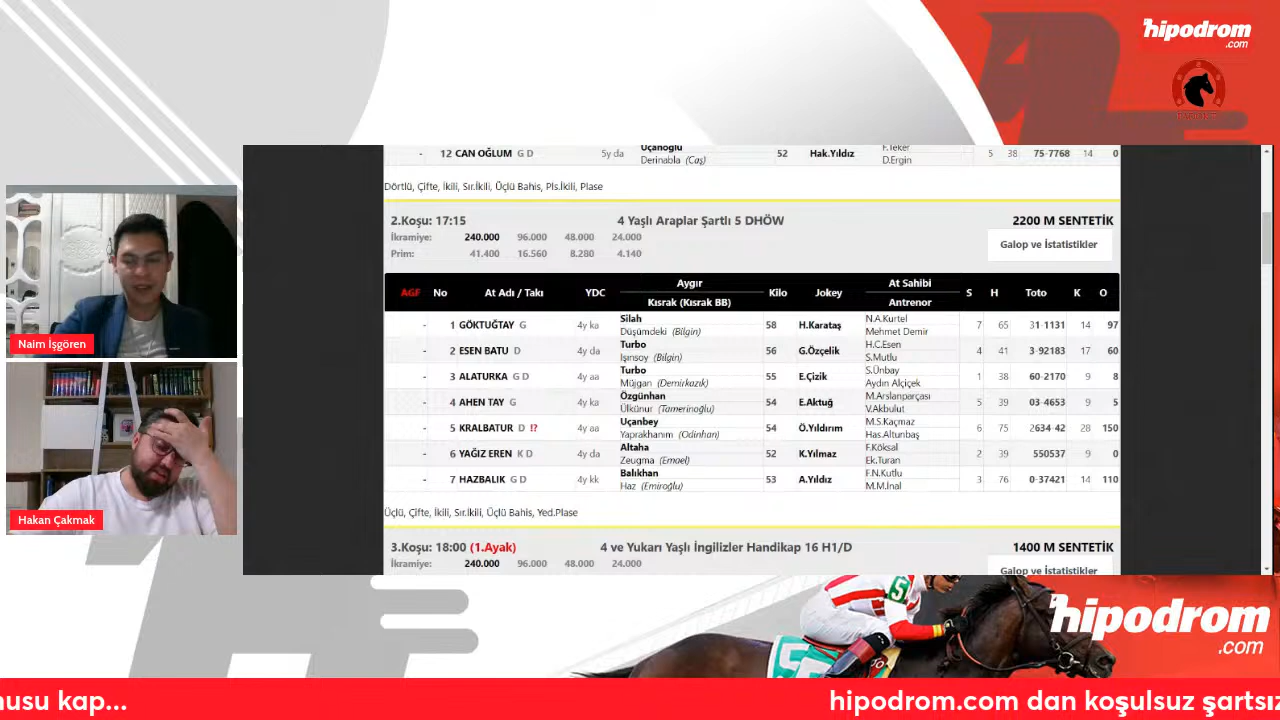 hipodrom
.com
Uçanoğlu
F.Teker
- 12 CAN OĞLUM G D 5y da 52 Hak.Yıldız 5 38 75-7768 14 0
Derinabla (Caş)
D.Ergin
Dörtlü, Çifte, İkili, Sır.İkili, Üçlü Bahis, Pls.İkili, Plase
2.Koşu: 17:15 4 Yaşlı Araplar Şartlı 5 DHÖW 2200 M SENTETİK
İkramiye: 240.000 96.000 48.000 24.000
Galop ve İstatistikler
Prim: 41.400 16.560 8.280 4.140
Aygır At Sahibi
AGF No At Adı / Takı YDC Kilo Jokey S H Toto K O
Kısrak (Kısrak BB) Antrenor
Silah N.A.Kurtel
- 1 GÖKTUĞTAY G 4y ka 58 H.Karataş 7 65 31-1131 14 97
Düşümdeki (Bilgin) Mehmet Demir
Turbo H.C.Esen
- 2 ESEN BATU D 4y da 56 G.Özçelik 4 41 3-92183 17 60
Işınsoy (Bilgin) S.Mutlu
Turbo S.Ünbay
- 3 ALATURKA G D 4y aa 55 E.Çizik 1 38 60-2170 9 8
Müjgan (Demirkazık) Aydın Alçiçek
Özgünhan M.Arslanparçası
- 4 AHEN TAY G 4y ka 54 E.Aktuğ 5 39 03-4653 9 5
Ülkünur (Tamerinoğlu) V.Akbulut
Uçanbey M.S.Kaçmaz
- 5 KRALBATUR D !? 4y aa 54 Ö.Yıldırım 6 75 2634-42 28 150
Yaprakhanım (Odinhan) Has.Altunbaş
Altaha F.Köksal
- 6 YAĞIZ EREN K D 4y da 52 K.Yılmaz 2 39 550537 9 0
Zeugma (Emael) Ek.Turan
Balıkhan F.N.Kutlu
- 7 HAZBALIK G D 4y kk 53 A.Yıldız 3 76 0-37421 14 110
Haz (Emiroğlu) M.M.İnal
Üçlü, Çifte, İkili, Sır.İkili, Üçlü Bahis, Yed.Plase
3.Koşu: 18:00 (1.Ayak) 4 ve Yukarı Yaşlı İngilizler Handikap 16 H1/D 1400 M SENTETİK
İkramiye: 240.000 96.000 48.000 24.000
Galop ve İstatistikler
Naim İşgören
Hakan Çakmak
5
hipodrom
.com
nusu kap... hipodrom.com dan koşulsuz şartsız